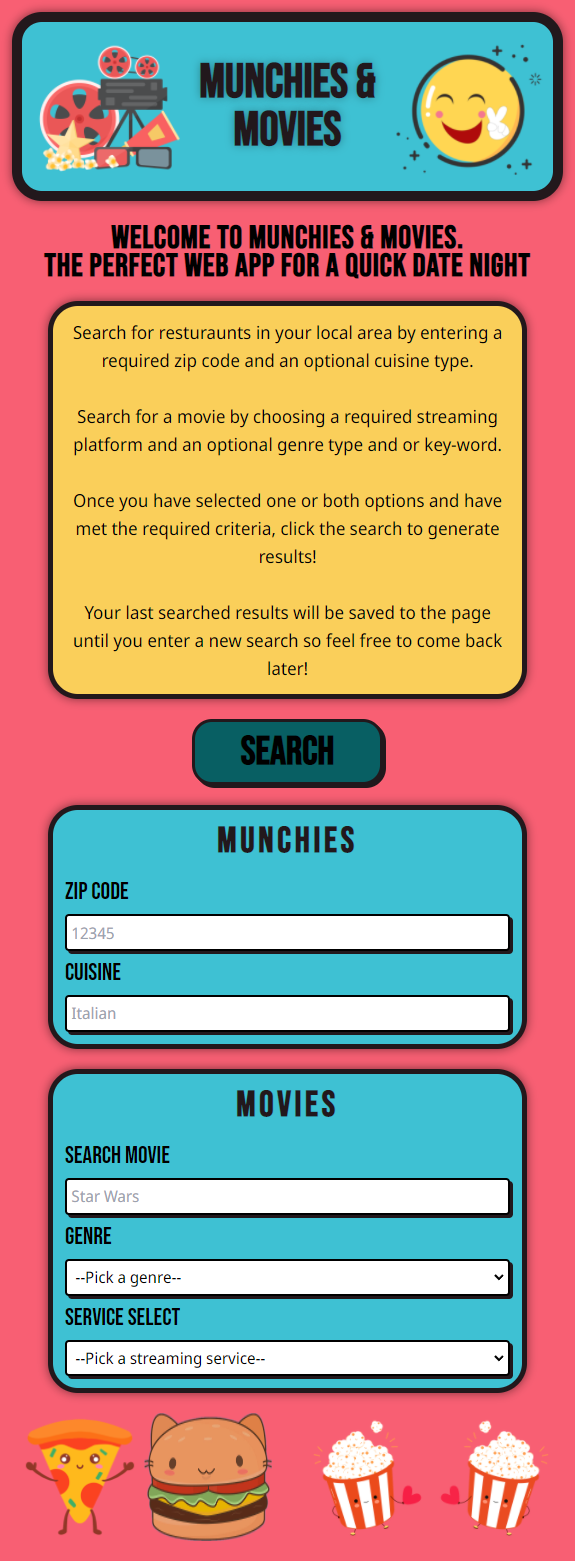 MUNCHIES &
MOVIES
WELCOME TO MUNCHIES & MOVIES.
THE PERFECT WEB APP FOR A QUICK DATE NIGHT
Search for resturaunts in your local area by entering a
required zip code and an optional cuisine type.
Search for a movie by choosing a required streaming
platform and an optional genre type and or key-word.
Once you have selected one or both options and have
met the required criteria, click the search to generate
results!
Your last searched results will be saved to the page
until you enter a new search so feel free to come back
later!
SEARCH
MUNCHIES
ZIP CODE
12345
CUISINE
Italian
MOVIES
SEARCH MOVIE
Star Wars
GENRE
--Pick a genre--
SERVICE SELECT
--Pick a streaming service--